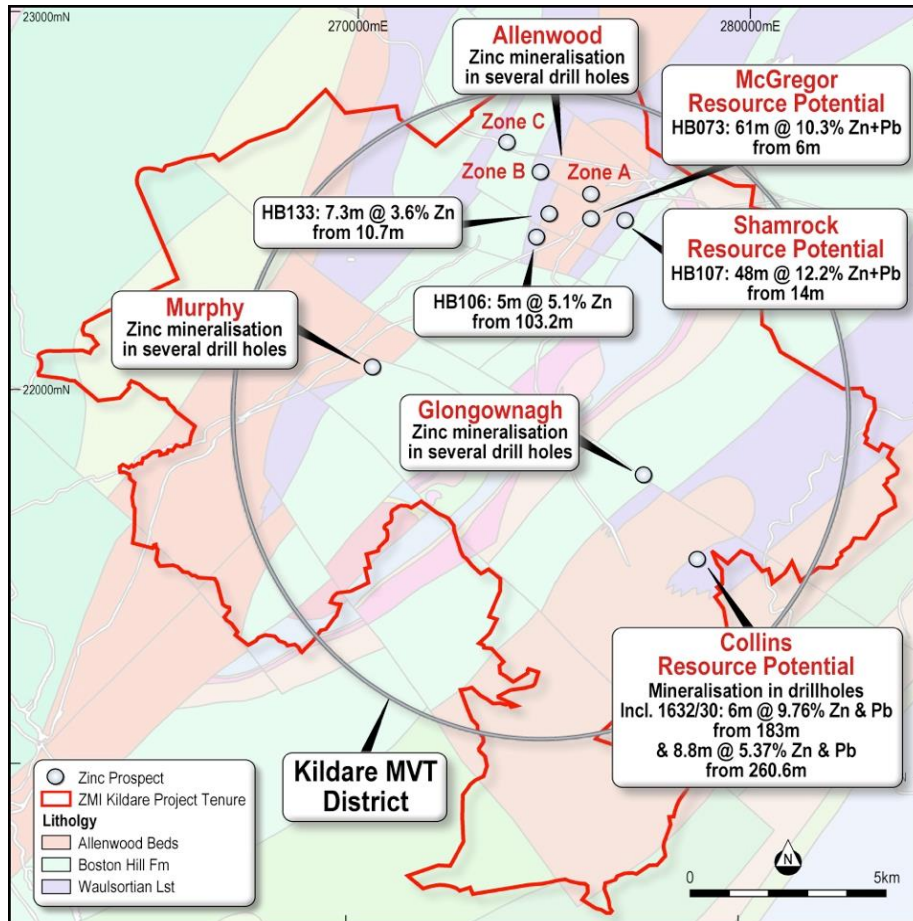 23000mN
270000mE
280000mE
Allenwood
Zinc mineralisation
in several drill holes
McGregor
Resource Potential
HB073: 61m @ 10.3% Zn+Pb
from 6m
Zone C
Zone B
Zone A
HB133: 7.3m @ 3.6% Zn
from 10.7m
Shamrock
Resource Potential
HB107: 48m @ 12.2% Zn+Pb
from 14m
HB106: 5m @ 5.1% Zn
from 103.2m
Murphy
Zinc mineralisation
in several drill holes
22000mN
Glongownagh
Zinc mineralisation
in several drill holes
Collins
Resource Potential
Mineralisation in drillholes
Incl. 1632/30: 6m @ 9.76% Zn & Pb
from 183m
& 8.8m @ 5.37% Zn & Pb
from 260.6m
Kildare MVT
District
Zinc Prospect
ZMI Kildare Project Tenure
Litholgy
Allenwood Beds
Boston Hill Fm
Waulsortian Lst
N
0 5km